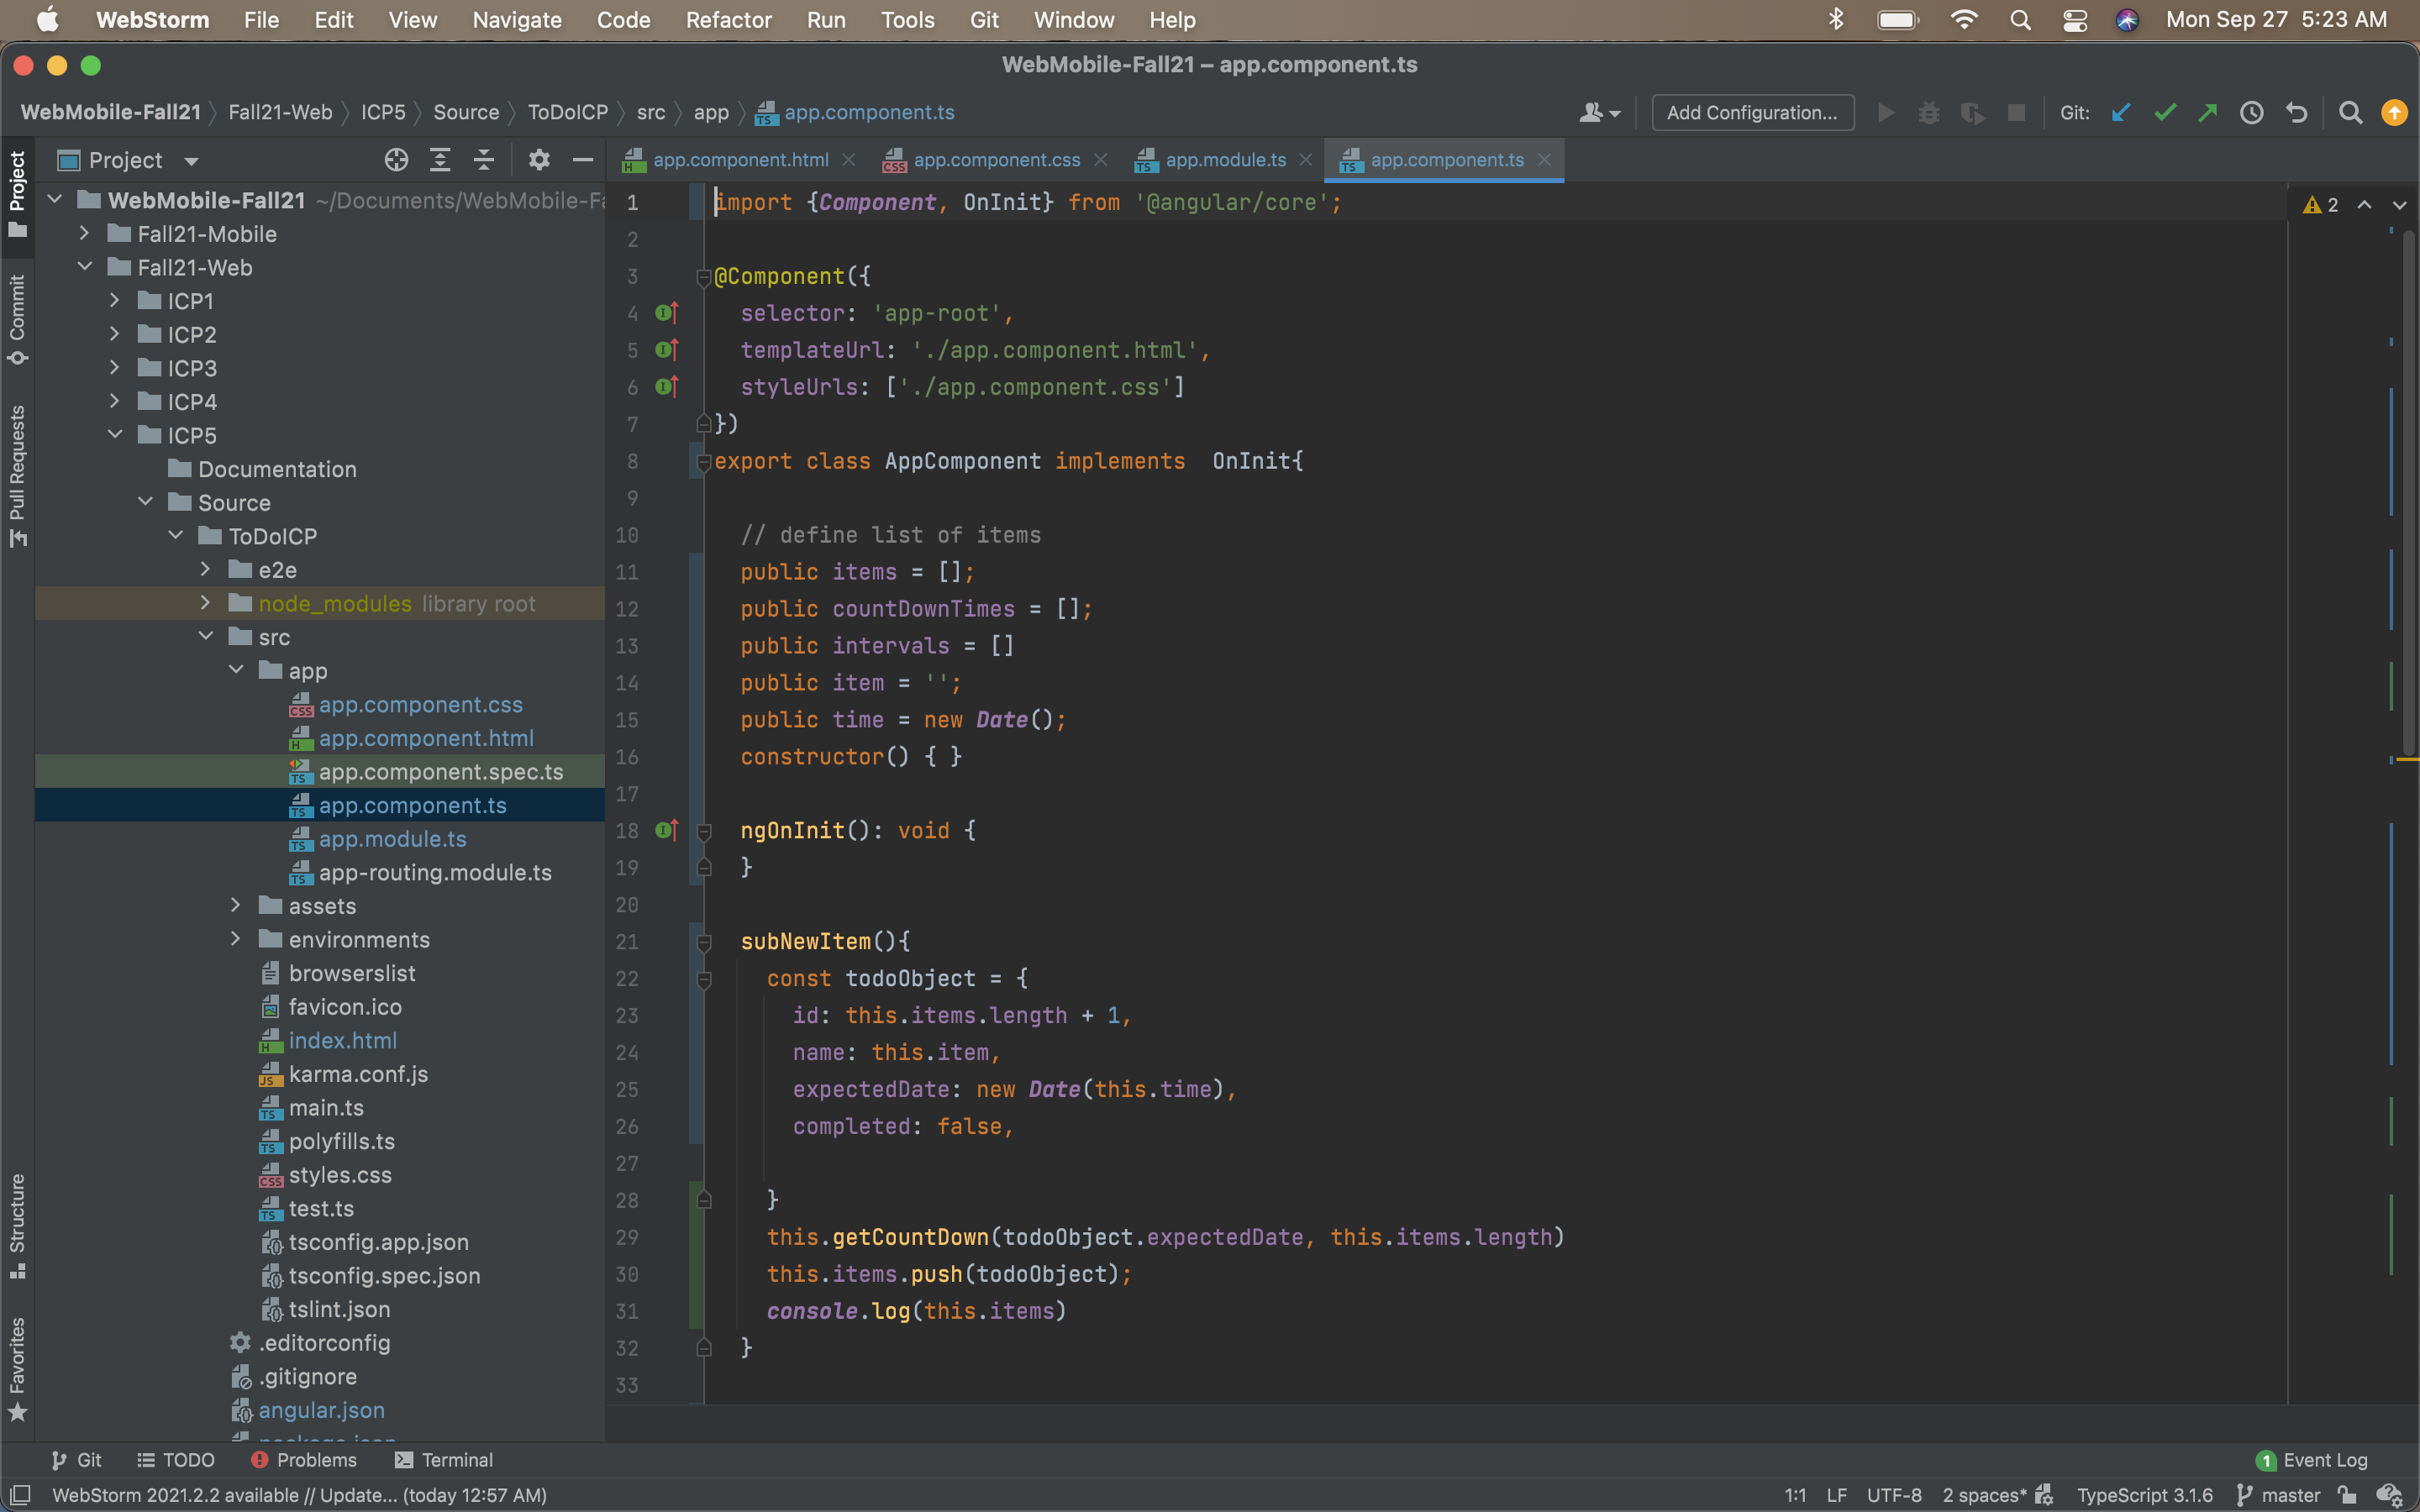 WebStorm File Edit View Navigate Code Refactor Run Tools Git Window Help Mon Sep 27 5:23 AM
WebMobile-Fall21 – app.component.ts
WebMobile-Fall21 Fall21-Web ICP5 Source ToDoICP src app app.component.ts Add Configuration... Git:
Project
app.component.html app.component.css app.module.ts app.component.ts
Project
Commit
Pull Requests
Structure
Favorites
WebMobile-Fall21 ~/Documents/WebMobile-Fa
Fall21-Mobile
Fall21-Web
ICP1
ICP2
ICP3
ICP4
ICP5
Documentation
Source
ToDoICP
e2e
node_modules library root
src
app
app.component.css
app.component.html
app.component.spec.ts
app.component.ts
app.module.ts
app-routing.module.ts
assets
environments
browserslist
favicon.ico
index.html
karma.conf.js
main.ts
polyfills.ts
styles.css
test.ts
tsconfig.app.json
tsconfig.spec.json
tslint.json
.editorconfig
.gitignore
angular.json
1 import {Component, OnInit} from '@angular/core';
2
3 @Component({
4 selector: 'app-root',
5 templateUrl: './app.component.html',
6 styleUrls: ['./app.component.css']
7 })
8 export class AppComponent implements  OnInit{
9
10 // define list of items
11 public items = [];
12 public countDownTimes = [];
13 public intervals = []
14 public item = '';
15 public time = new Date();
16 constructor() { }
17
18 ngOnInit(): void {
19 }
20
21 subNewItem(){
22 const todoObject = {
23 id: this.items.length + 1,
24 name: this.item,
25 expectedDate: new Date(this.time),
26 completed: false,
27
28 }
29 this.getCountDown(todoObject.expectedDate, this.items.length)
30 this.items.push(todoObject);
31 console.log(this.items)
32 }
33
2
Git TODO Problems Terminal 1 Event Log
WebStorm 2021.2.2 available // Update... (today 12:57 AM) 1:1 LF UTF-8 2 spaces* TypeScript 3.1.6 master